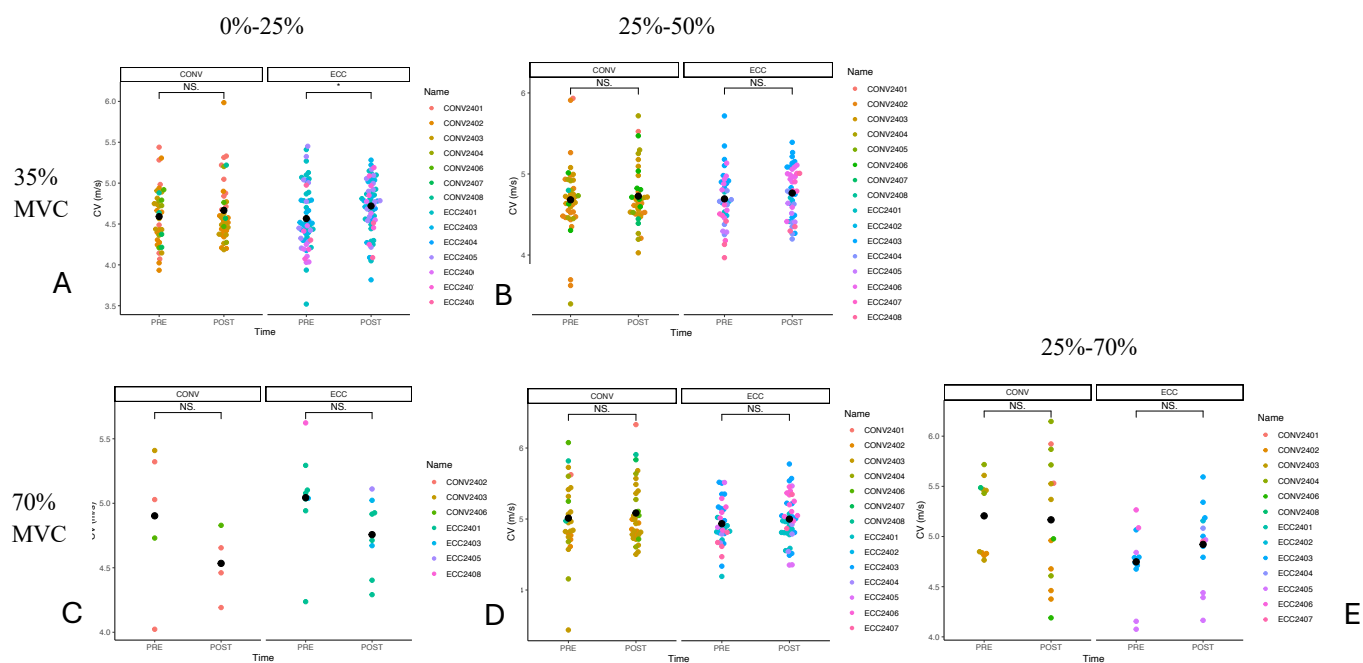 0%-25%
25%-50%
35%
MVC
A
CONV
ECC
NS.
*
CV (m/s)
6.0
5.5
5.0
4.5
4.0
3.5
PRE
POST
PRE
POST
Time
Name
CONV2401
CONV2402
CONV2403
CONV2404
CONV2406
CONV2407
CONV2408
ECC2401
ECC2403
ECC2404
ECC2405
B
CONV
ECC
NS.
NS.
CV (m/s)
6
5
4
PRE
POST
PRE
POST
Time
Name
CONV2401
CONV2402
CONV2403
CONV2404
CONV2405
CONV2406
CONV2407
CONV2408
ECC2401
ECC2402
ECC2403
ECC2404
ECC2405
ECC2406
ECC2407
ECC2408
25%-70%
70%
MVC
C
CONV
ECC
NS.
NS.
5.5
5.0
4.5
4.0
PRE
POST
PRE
POST
Time
Name
CONV2402
CONV2403
CONV2406
ECC2401
ECC2403
ECC2405
ECC2408
D
CONV
ECC
NS.
NS.
CV (m/s)
6
5
4
PRE
POST
PRE
POST
Time
Name
CONV2401
CONV2402
CONV2403
CONV2404
CONV2406
CONV2407
CONV2408
ECC2401
ECC2402
ECC2403
ECC2404
ECC2405
ECC2406
ECC2407
CONV
ECC
NS.
NS.
CV (m/s)
6.0
5.5
5.0
4.5
4.0
PRE
POST
PRE
POST
Time
Name
CONV2401
CONV2402
CONV2403
CONV2404
CONV2406
CONV2408
ECC2401
ECC2402
ECC2403
ECC2404
ECC2405
ECC2406
ECC2407
E